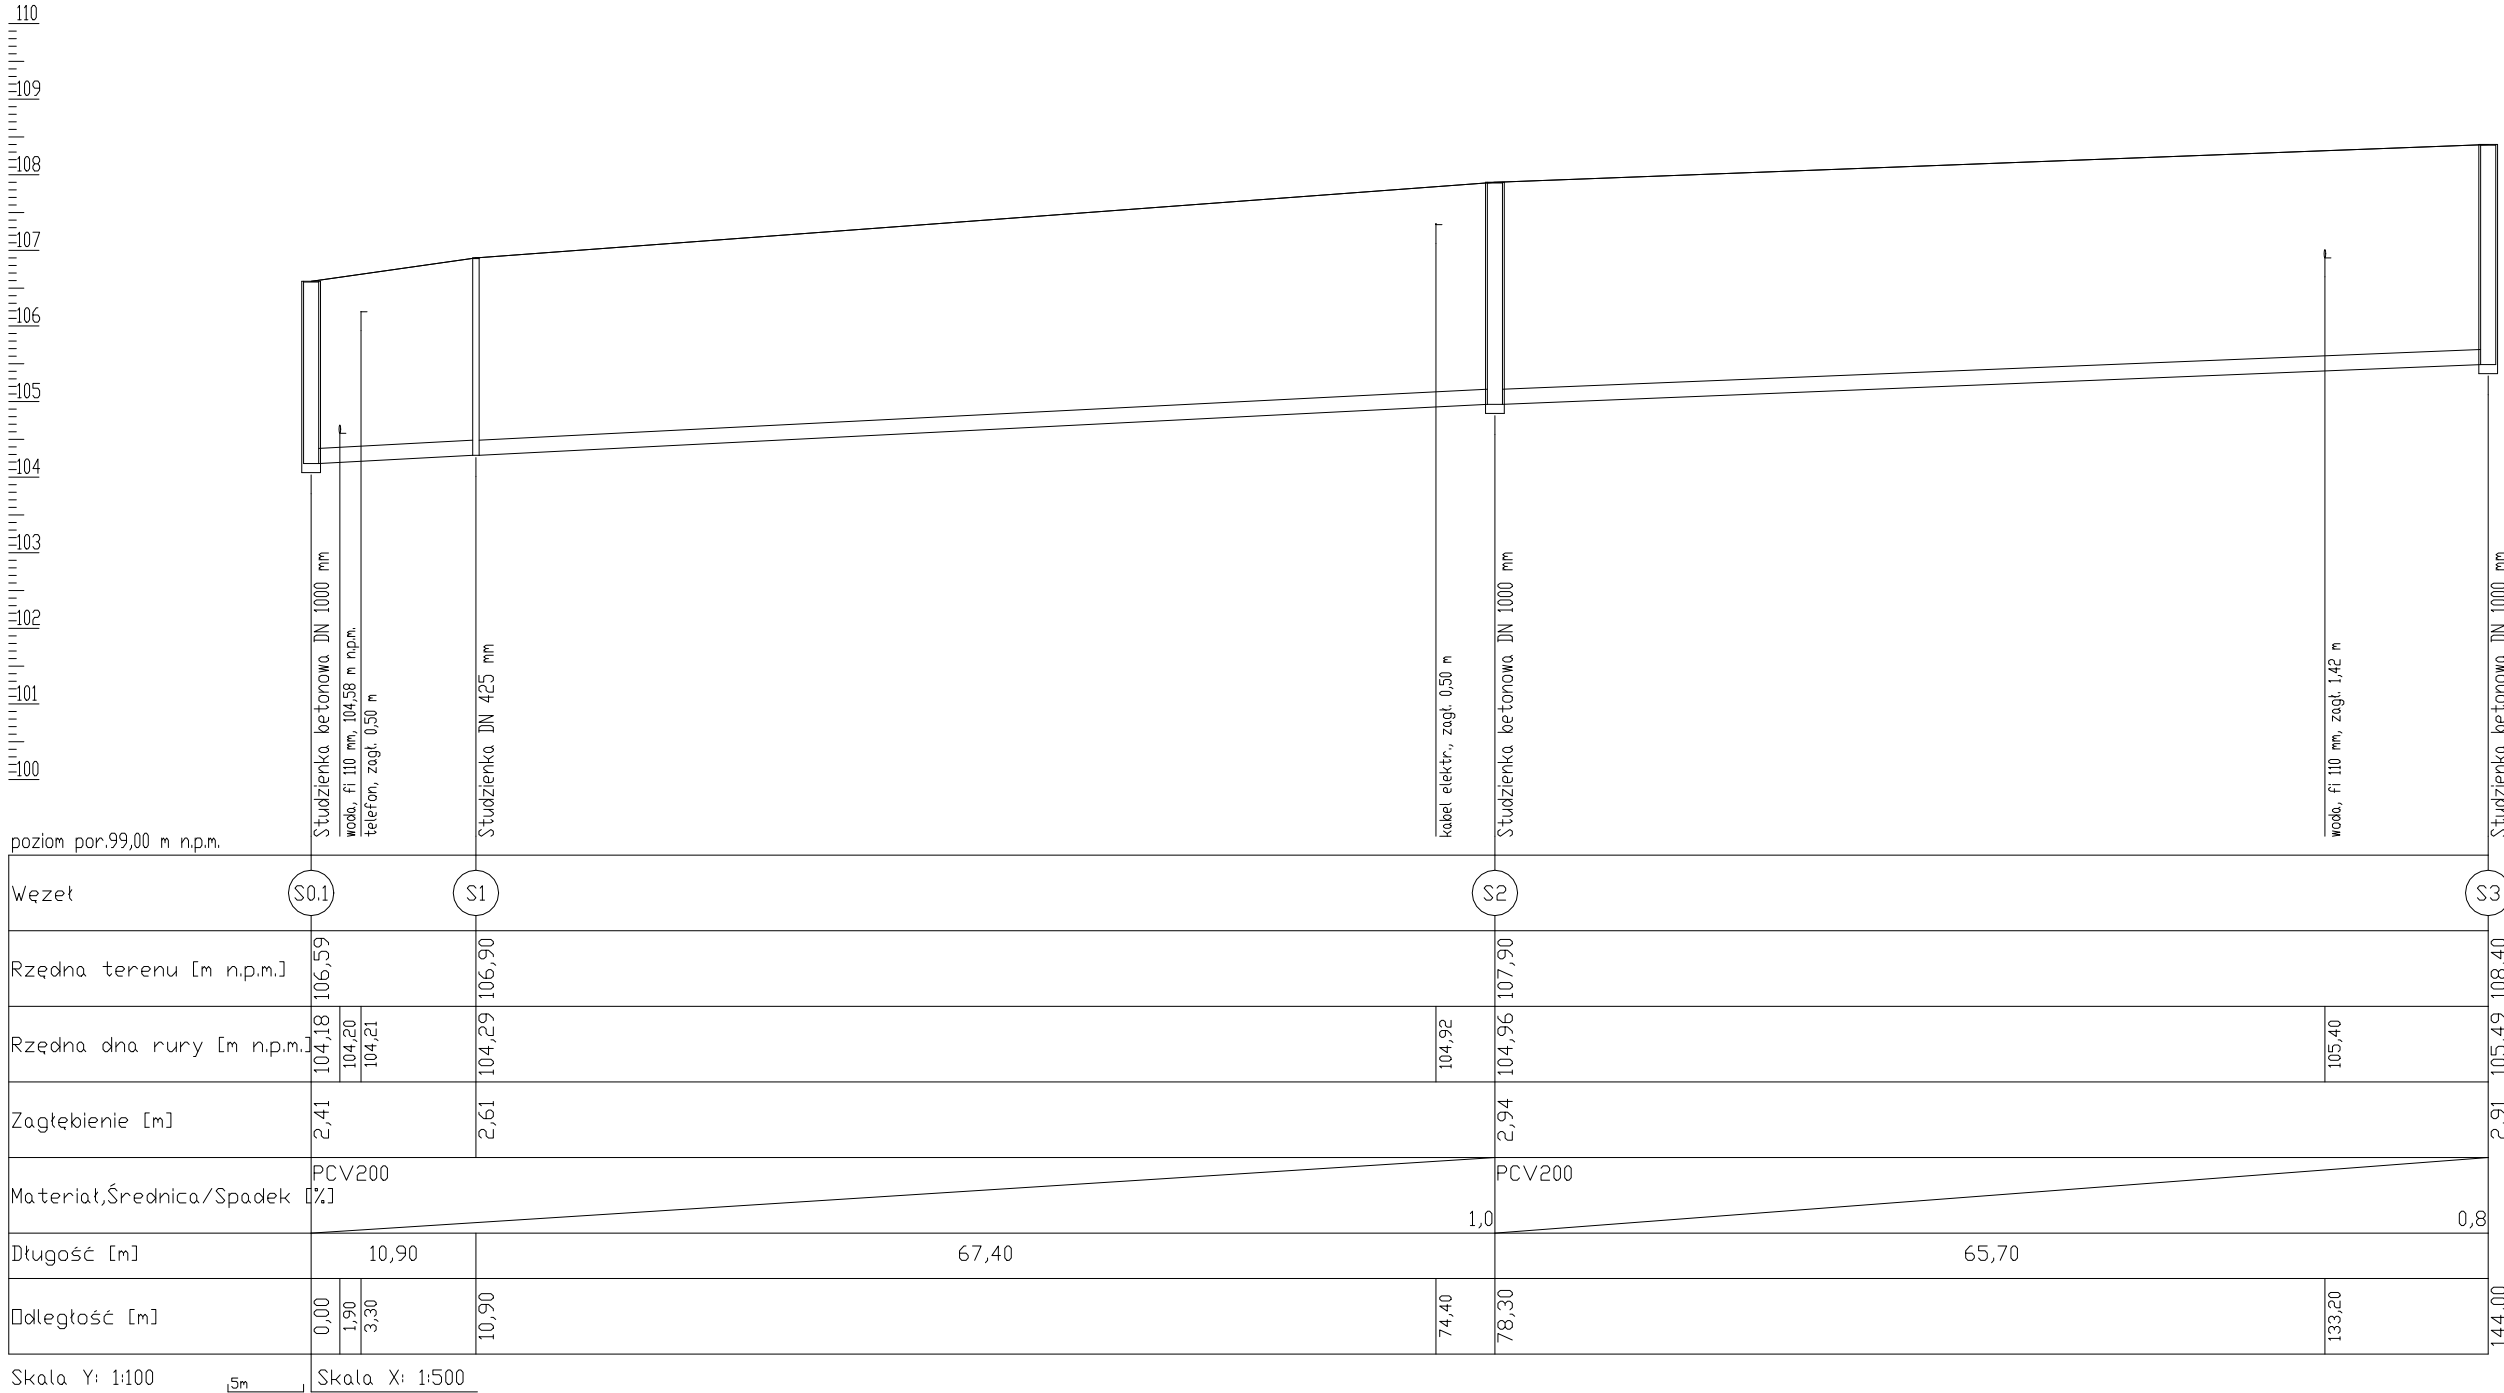 110
109
108
107
106
105
104
103
102
101
100
Studzienka betonowa DN 1000 mm
woda, fi 110 mm, 104,58 m n.p.m.
telefon, zagł. 0,50 m
Studzienka DN 425 mm
kabel elektr., zagł. 0,50 m
Studzienka betonowa DN 1000 mm
woda, fi 110 mm, zagł. 1,42 m
Studzienka betonowa DN 1000 mm
poziom por.99,00 m n.p.m.
Węzeł S0.1 S1 S2 S3
Rzędna terenu [m n.p.m.] 106,59 106,90 107,90 108,40
Rzędna dna rury [m n.p.m.] 104,18 104,20 104,21 104,29 104,92 104,96 105,40 105,49
Zagłębienie [m] 2,41 2,61 2,94 2,91
Materiał,Średnica/Spadek [%] PCV200 1,0 PCV200 0,8
Długość [m] 10,90 67,40 65,70
Odległość [m] 0,00 1,90 3,30 10,90 74,40 78,30 133,20 144,00
Skala Y: 1:100 5m Skala X: 1:500